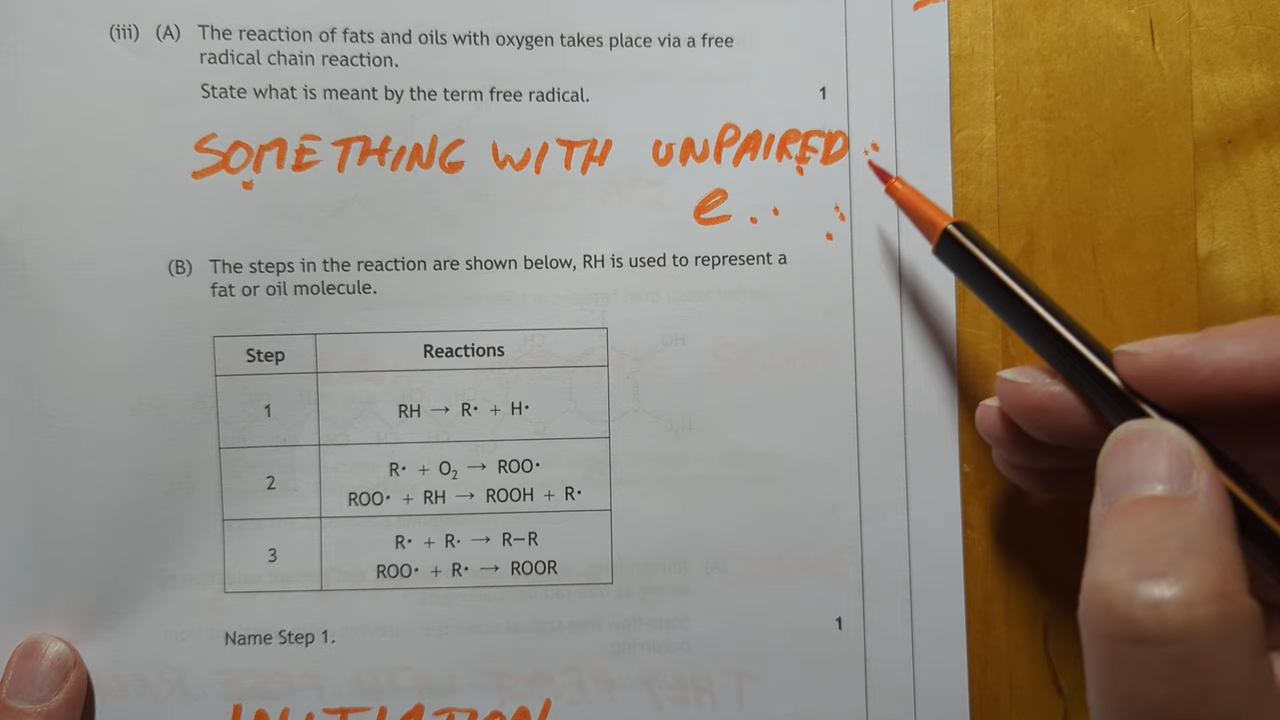 (iii) (A) The reaction of fats and oils with oxygen takes place via a free
radical chain reaction.
State what is meant by the term free radical. 1
SOMETHING WITH UNPAIRED
e..
(B) The steps in the reaction are shown below, RH is used to represent a
fat or oil molecule.
Step Reactions
1 RH → R• + H•
2 R• + O₂ → ROO•
ROO• + RH → ROOH + R•
3 R• + R• → R–R
ROO• + R• → ROOR
Name Step 1. 1
INITIATION